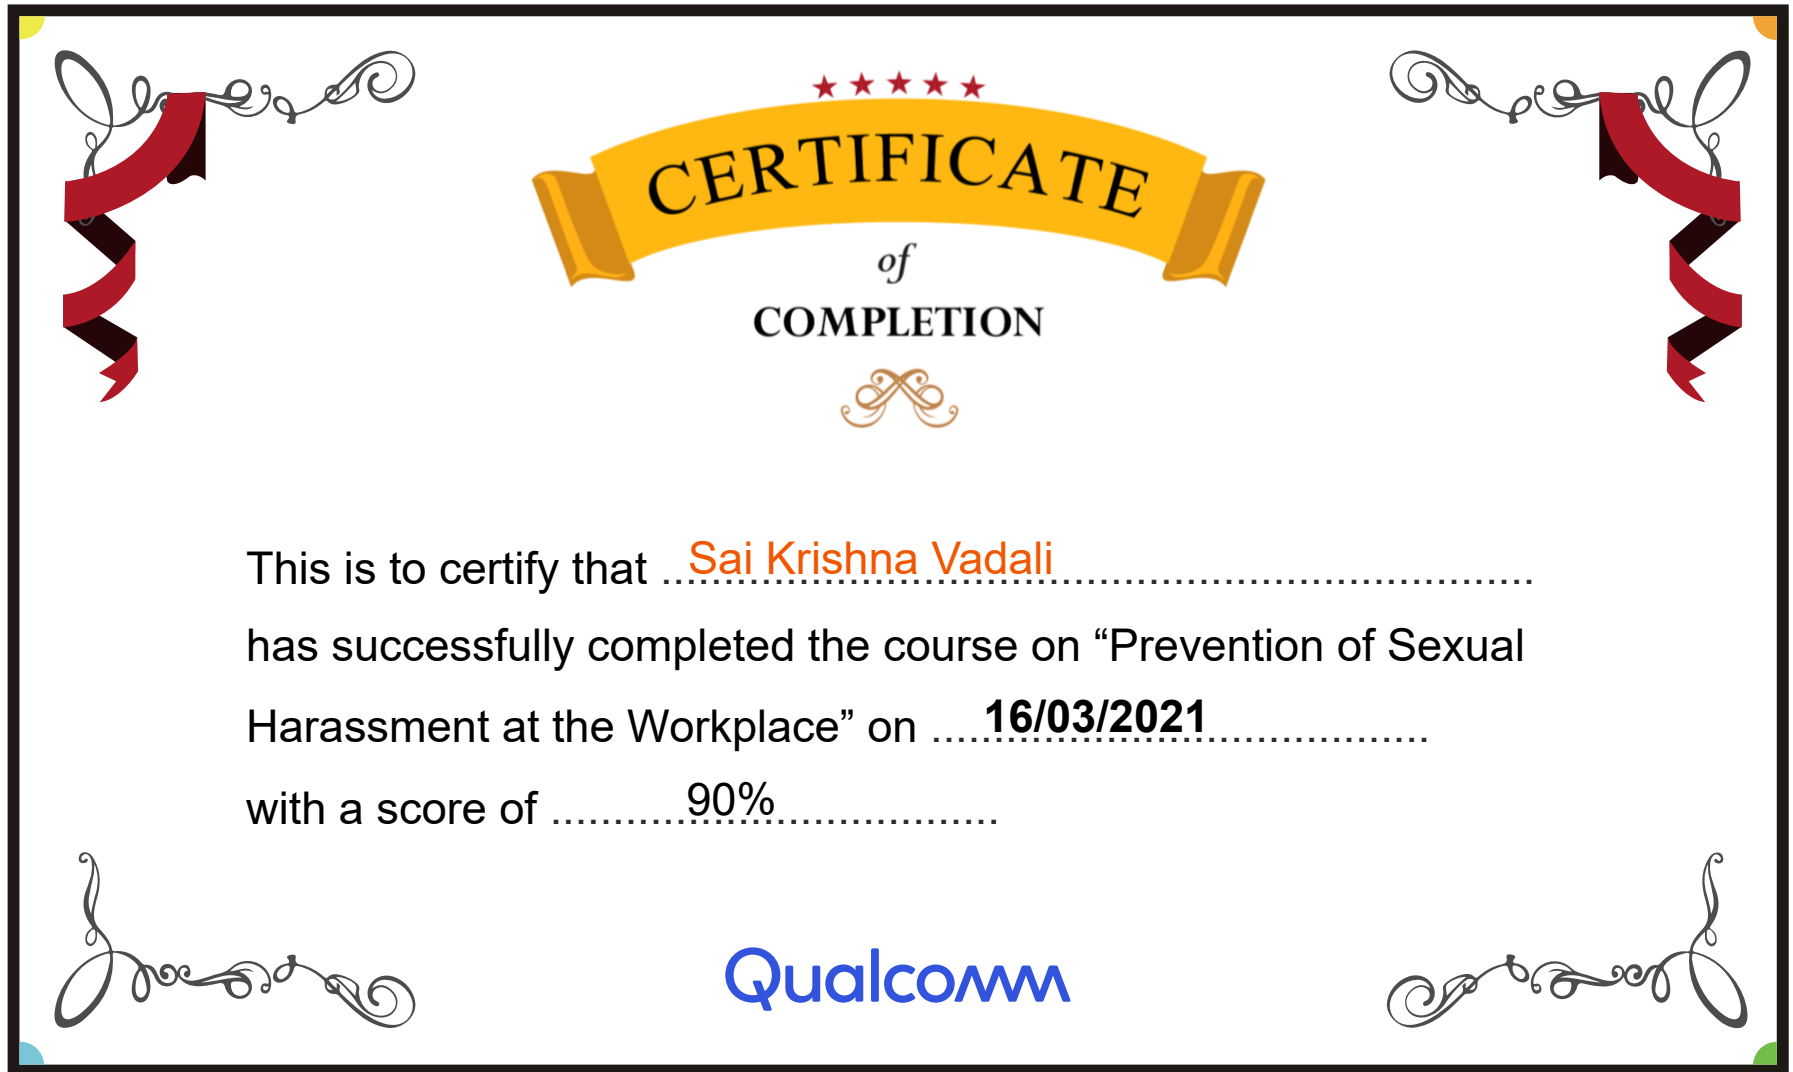 CERTIFICATE
of
COMPLETION
This is to certify that ..Sai Krishna Vadali......................................
has successfully completed the course on “Prevention of Sexual
Harassment at the Workplace” on ....16/03/2021..................
with a score of ...........90%..................
Qualcomm